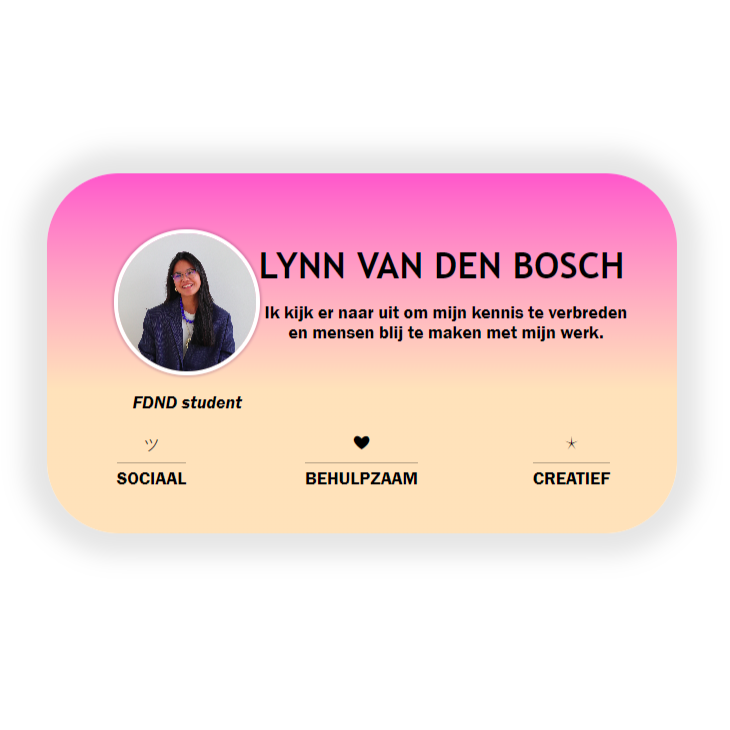 LYNN VAN DEN BOSCH
Ik kijk er naar uit om mijn kennis te verbreden
en mensen blij te maken met mijn werk.
FDND student
ツ ♥ ⋆
SOCIAAL BEHULPZAAM CREATIEF